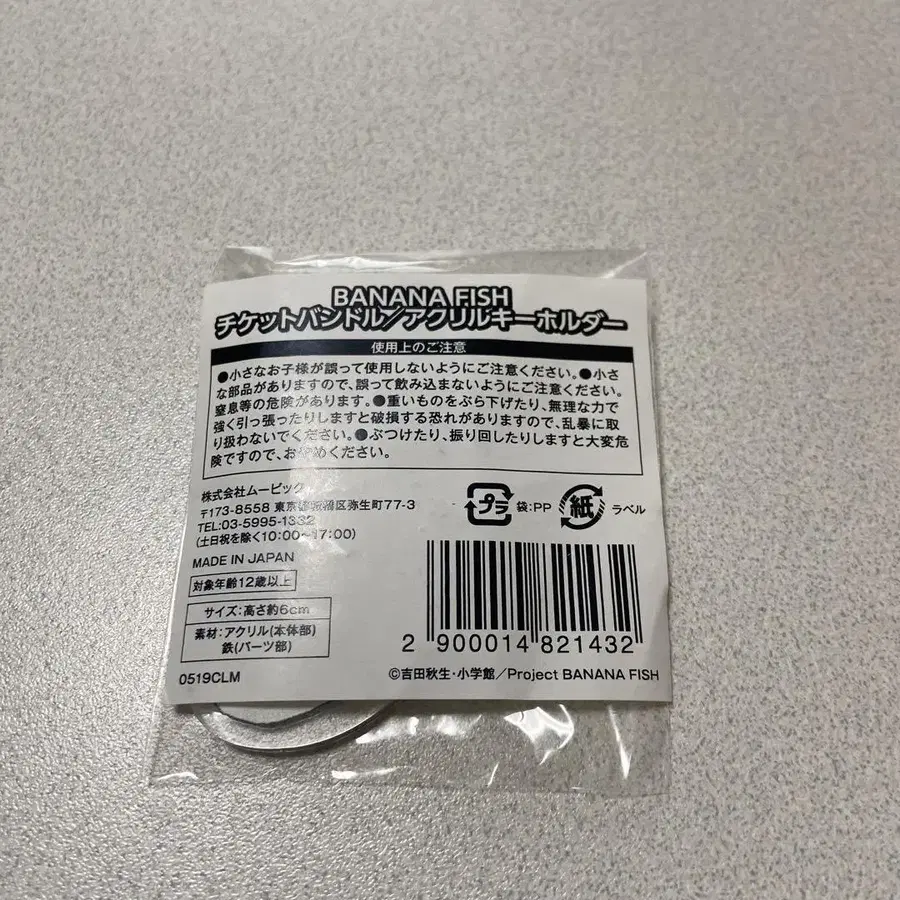 BANANA FISH
チケットバンドル/アクリルキーホルダー
使用上のご注意
●小さなお子様が誤って使用しないようにご注意ください。●小さ
な部品がありますので、誤って飲み込まないようにご注意ください。
窒息等の危険があります。●重いものをぶら下げたり、無理な力で
強く引っ張ったりしますと破損する恐れがありますので、乱暴に取
り扱わないでください。●ぶつけたり、振り回したりしますと大変危
険ですので、お止めください。
株式会社ムービック
〒173-8558 東京都板橋区弥生町77-3
TEL:03-5995-1332
(土日祝を除く10:00〜17:00)
MADE IN JAPAN
対象年齢12歳以上
サイズ:高さ約6cm
素材:アクリル(本体部)
鉄(パーツ部)
0519CLM
プラ 袋:PP 紙 ラベル
2 900014 821432
©吉田秋生・小学館/Project BANANA FISH